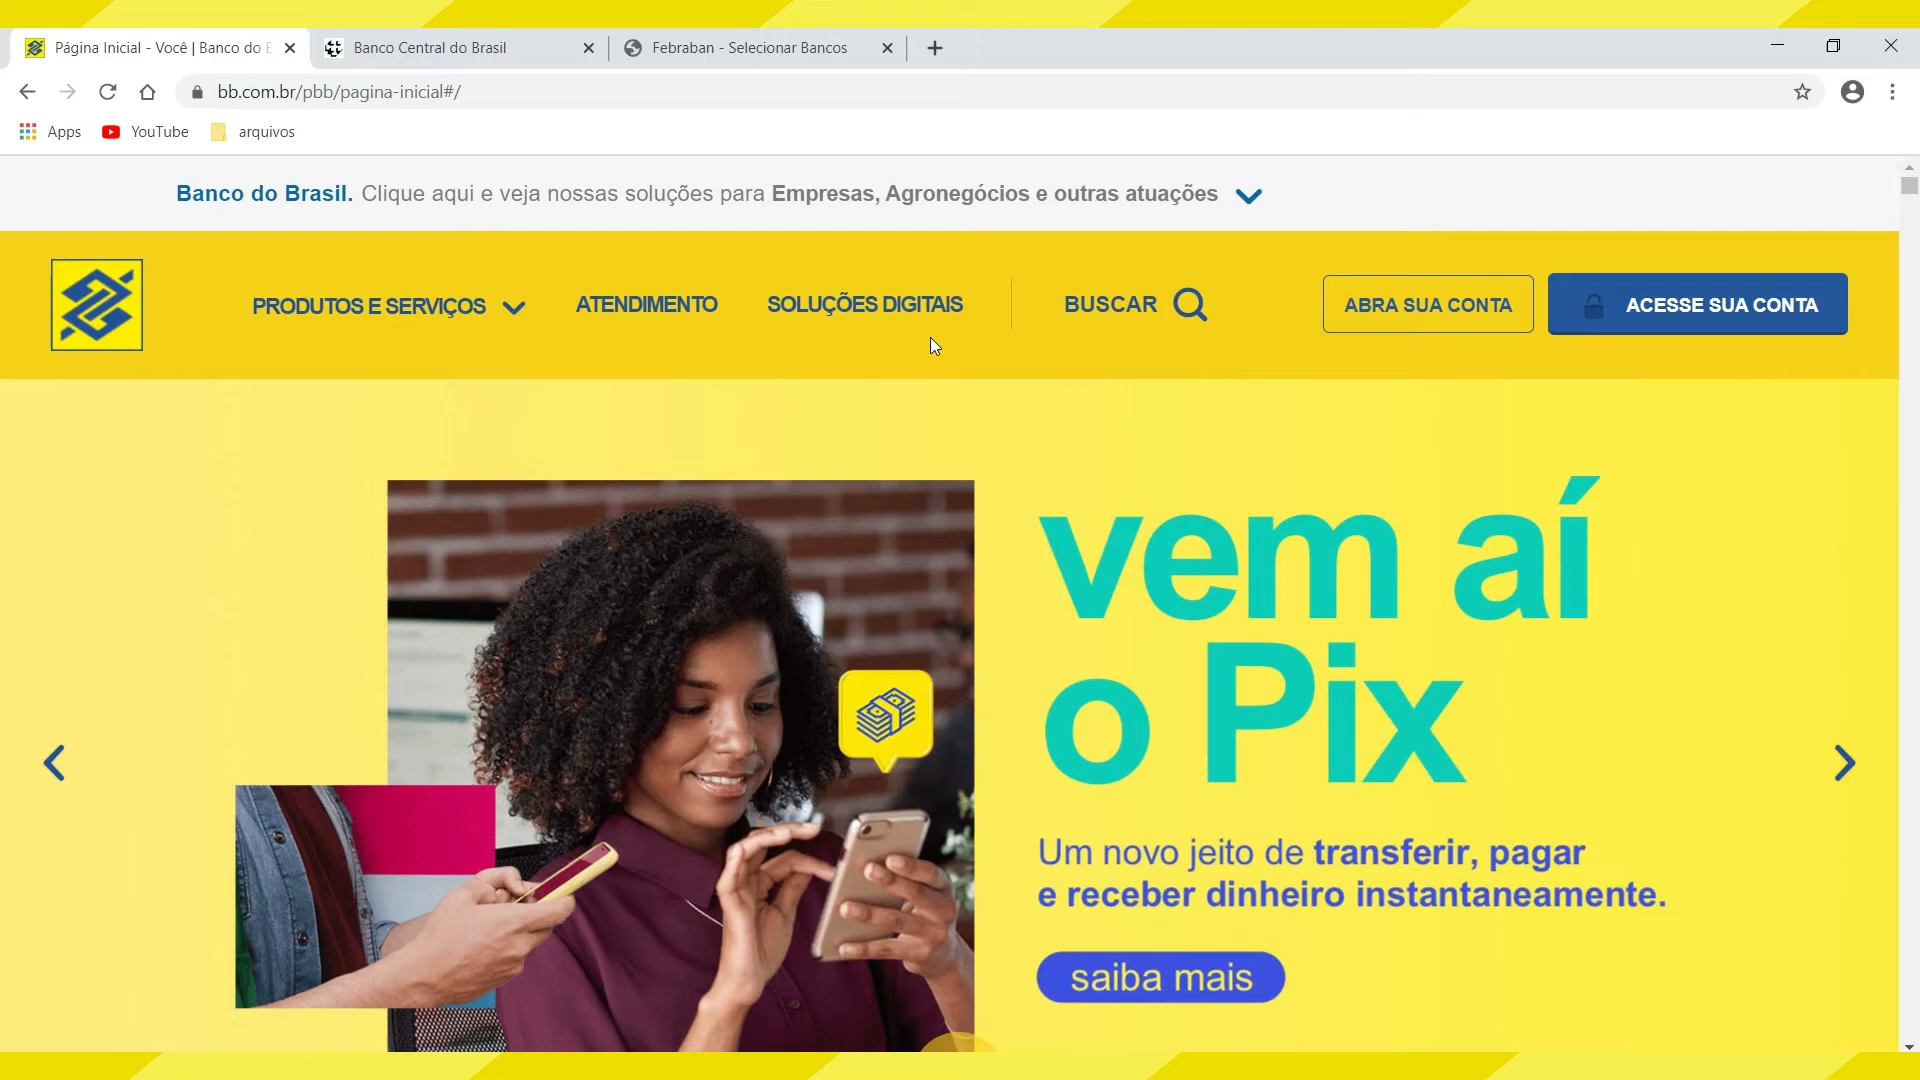 Página Inicial - Você | Banco do B
Banco Central do Brasil
Febraban - Selecionar Bancos
bb.com.br/pbb/pagina-inicial#/
Apps
YouTube
arquivos
Banco do Brasil. Clique aqui e veja nossas soluções para Empresas, Agronegócios e outras atuações
PRODUTOS E SERVIÇOS
ATENDIMENTO
SOLUÇÕES DIGITAIS
BUSCAR
ABRA SUA CONTA
ACESSE SUA CONTA
vem aí
o Pix
Um novo jeito de transferir, pagar
e receber dinheiro instantaneamente.
saiba mais